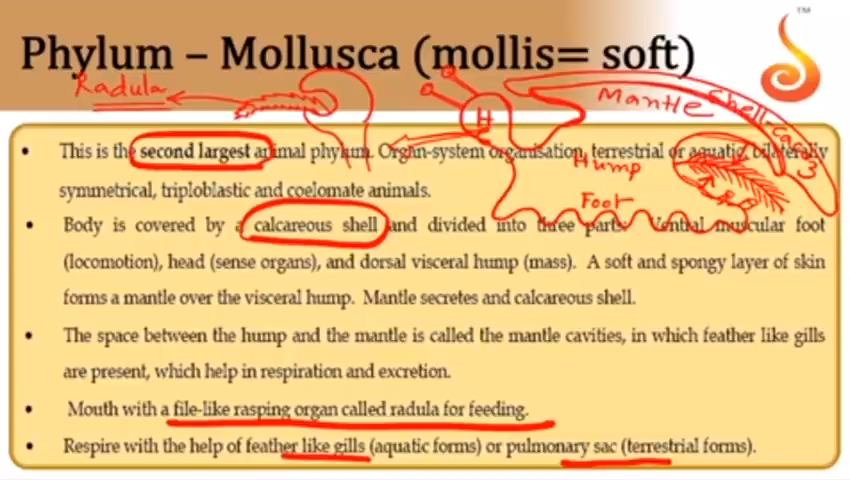 TM
Phylum – Mollusca (mollis= soft)
Radula
H
Mantle
Shell-CaCO3
Hump
Foot
• This is the second largest animal phylum. Organ-system organisation, terrestrial or aquatic, bilaterally
symmetrical, triploblastic and coelomate animals.
• Body is covered by a calcareous shell and divided into three parts. Ventral muscular foot
(locomotion), head (sense organs), and dorsal visceral hump (mass). A soft and spongy layer of skin
forms a mantle over the visceral hump. Mantle secretes and calcareous shell.
• The space between the hump and the mantle is called the mantle cavities, in which feather like gills
are present, which help in respiration and excretion.
• Mouth with a file-like rasping organ called radula for feeding.
• Respire with the help of feather like gills (aquatic forms) or pulmonary sac (terrestrial forms).